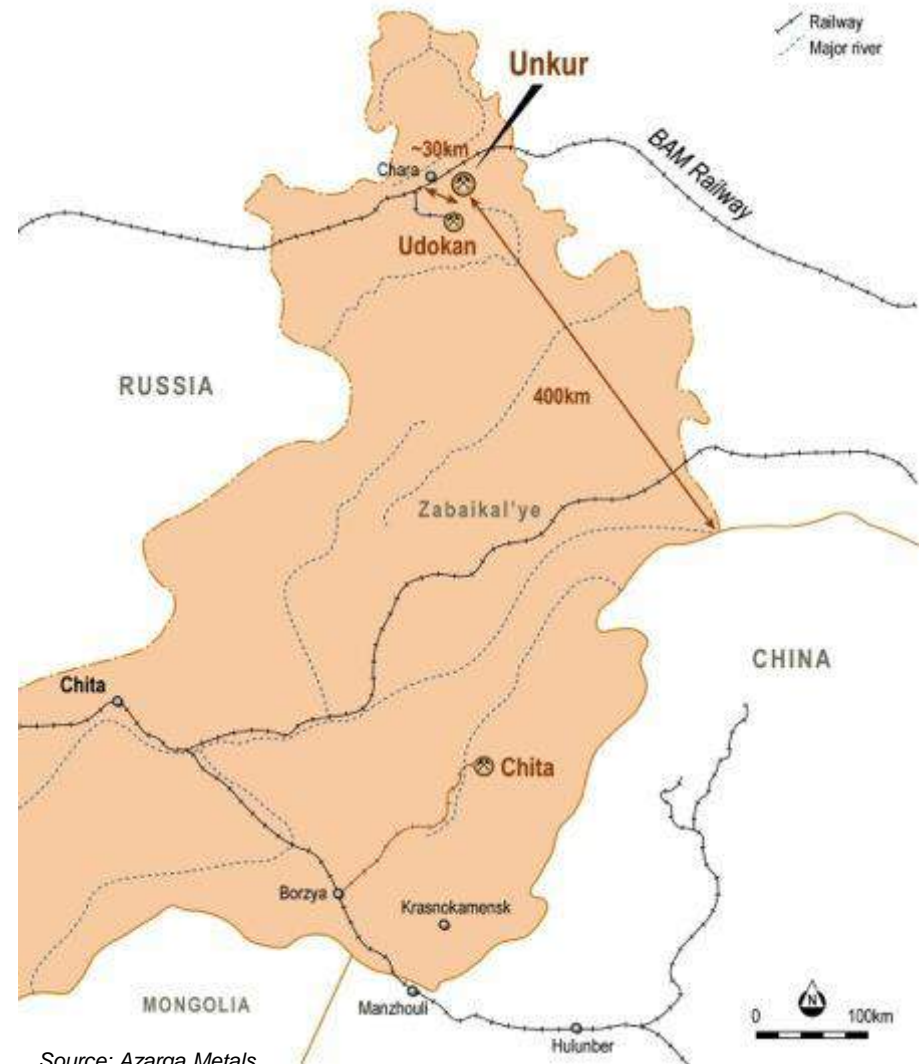 Railway
Major river
Unkur
BAM Railway
~30km
Chara
Udokan
RUSSIA
400km
Zabaikal'ye
CHINA
Chita
Chita
Borzya
Krasnokamensk
MONGOLIA
Manzhouli
N
0 100km
Hulunber
Source: Azarga Metals